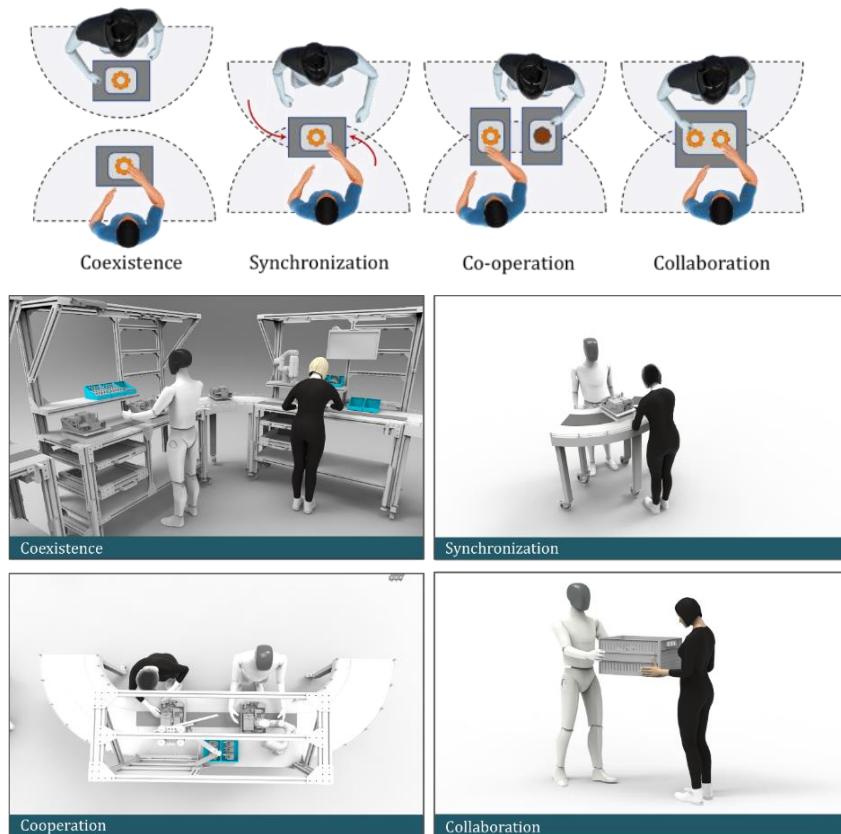 Coexistence
Synchronization
Co-operation
Collaboration
Coexistence
Synchronization
Cooperation
Collaboration